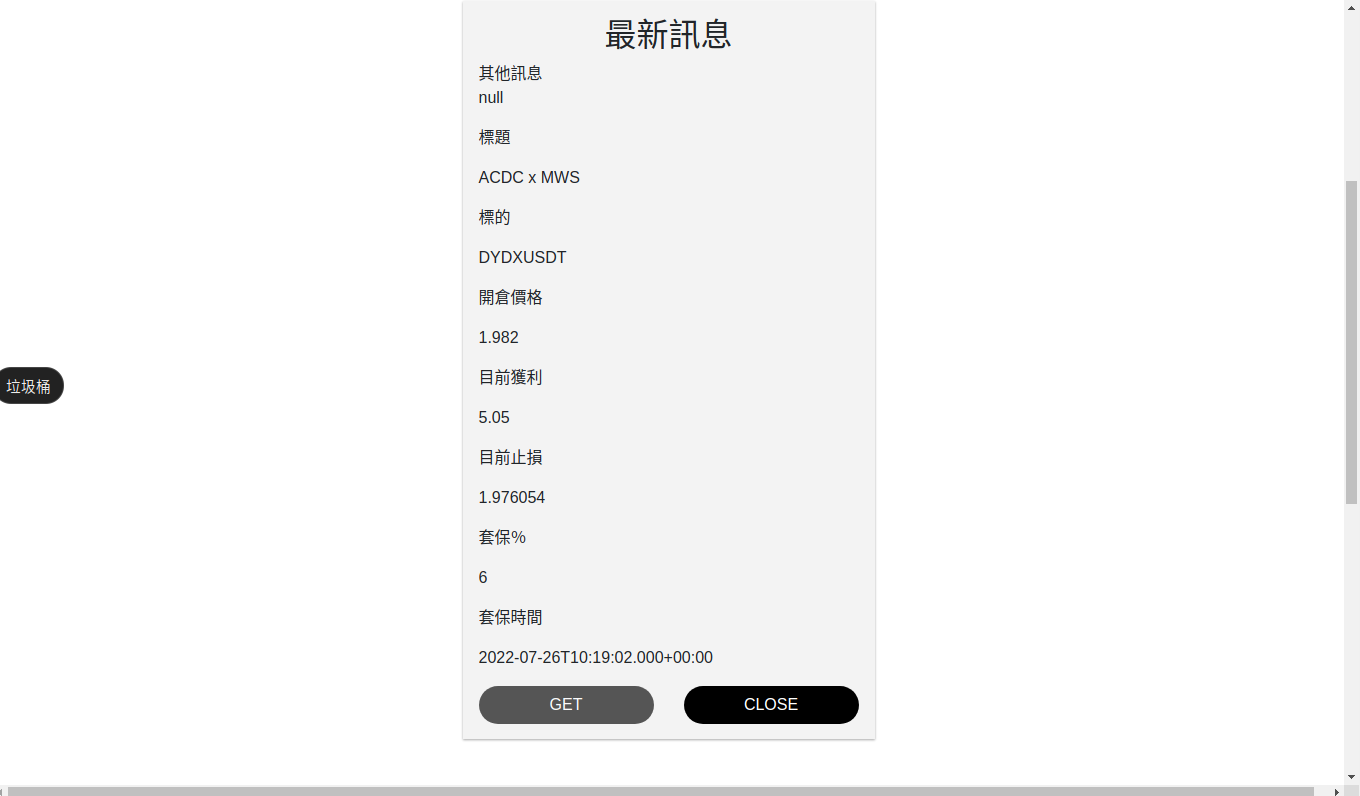 最新訊息
其他訊息
null
標題
ACDC x MWS
標的
DYDXUSDT
開倉價格
1.982
目前獲利
5.05
垃圾桶
目前止損
1.976054
套保%
6
套保時間
2022-07-26T10:19:02.000+00:00
GET CLOSE